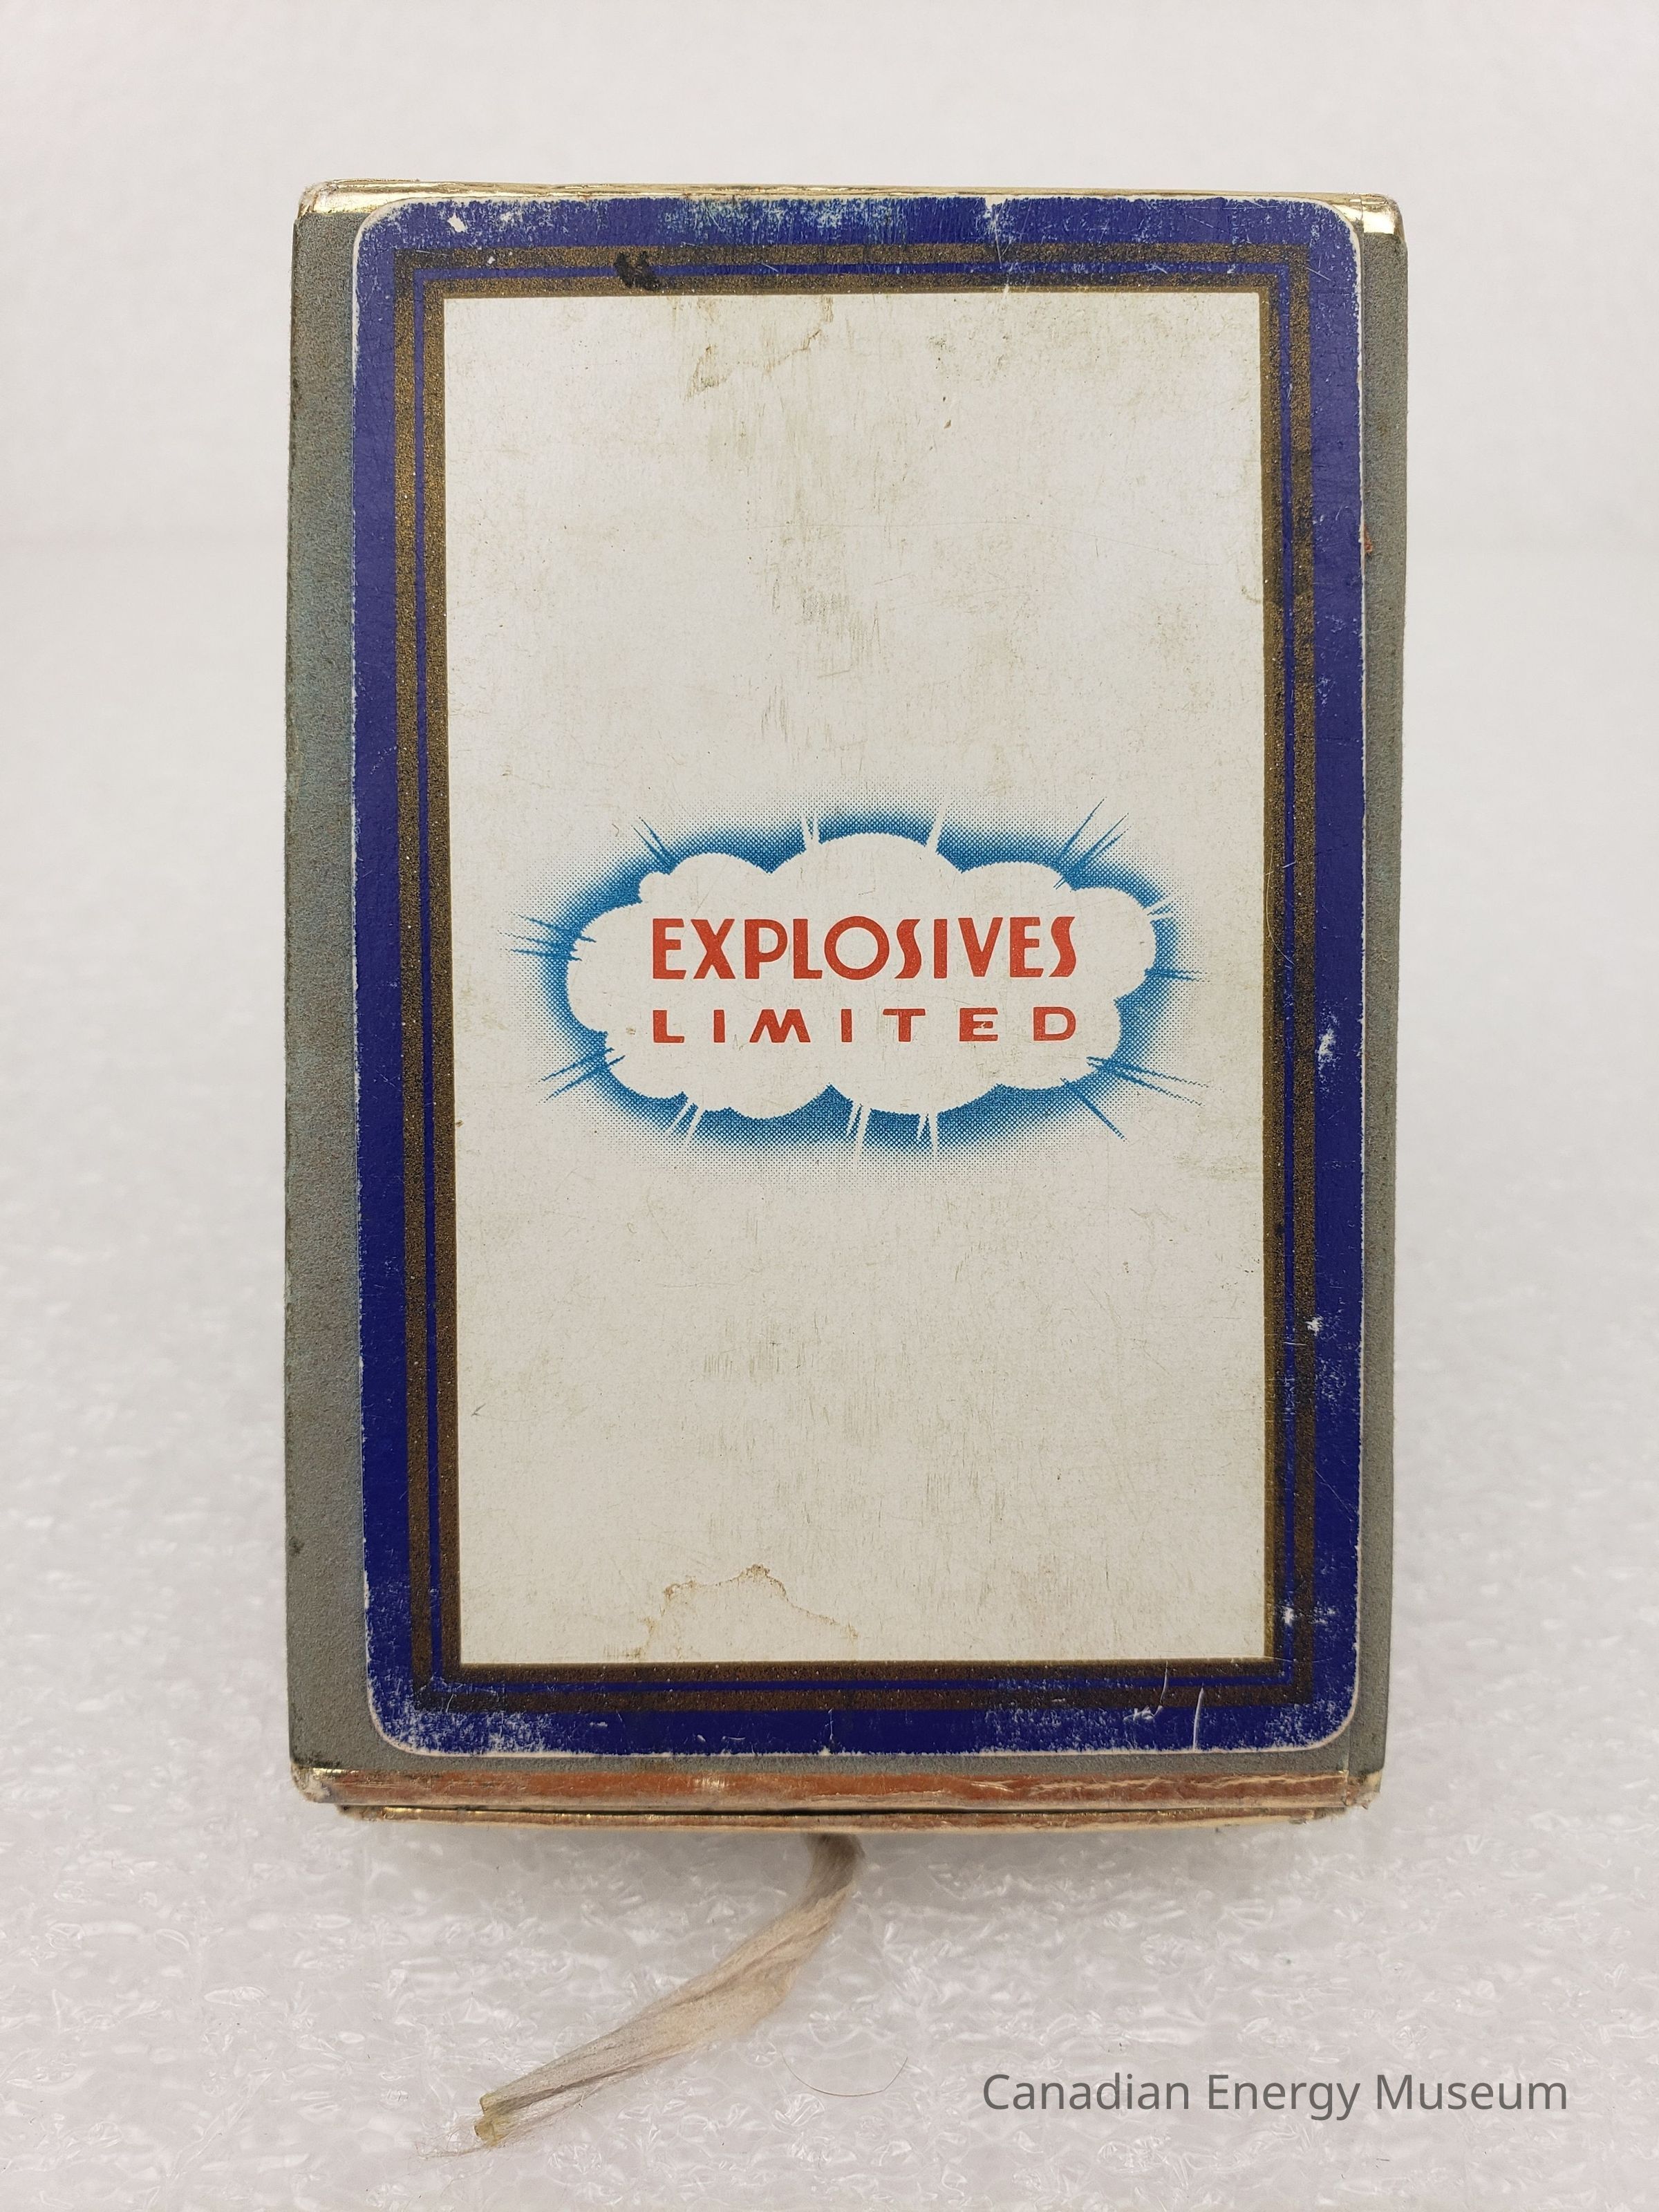 EXPLOSIVES
LIMITED
Canadian Energy Museum